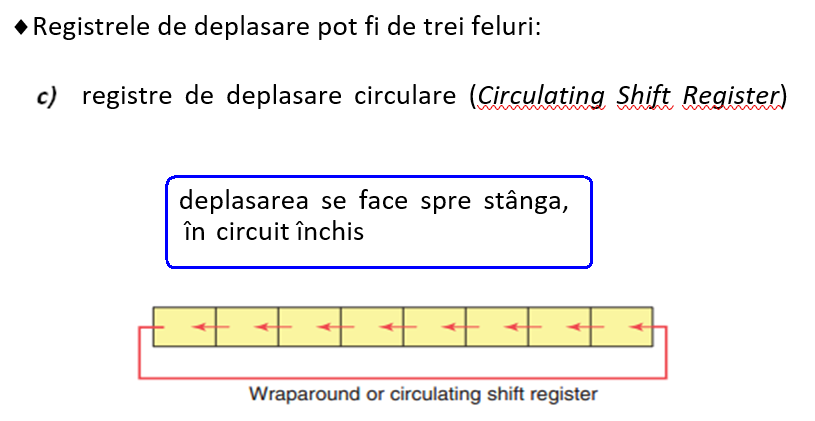 ♦Registrele de deplasare pot fi de trei feluri:
c) registre de deplasare circulare (Circulating Shift Register)
deplasarea se face spre stânga,
în circuit închis
Wraparound or circulating shift register